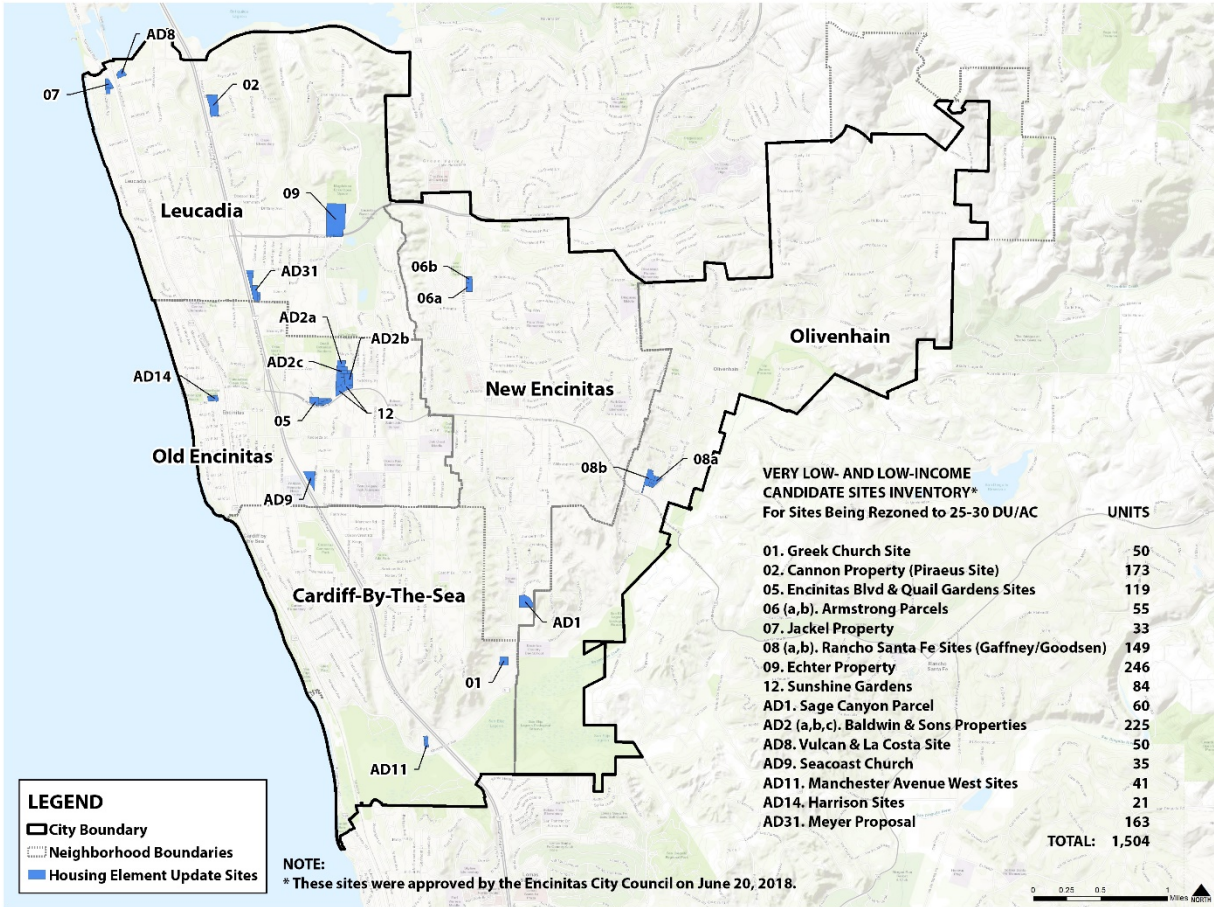 AD8
07
02
09
Leucadia
AD31
06b
06a
AD2a
AD2b
AD2c
AD14
05
12
New Encinitas
Olivenhain
Old Encinitas
AD9
08b
08a
Cardiff-By-The-Sea
AD1
01
AD11
VERY LOW- AND LOW-INCOME
CANDIDATE SITES INVENTORY*
For Sites Being Rezoned to 25-30 DU/AC UNITS
01. Greek Church Site 50
02. Cannon Property (Piraeus Site) 173
05. Encinitas Blvd & Quail Gardens Sites 119
06 (a,b). Armstrong Parcels 55
07. Jackel Property 33
08 (a,b). Rancho Santa Fe Sites (Gaffney/Goodsen) 149
09. Echter Property 246
12. Sunshine Gardens 84
AD1. Sage Canyon Parcel 60
AD2 (a,b,c). Baldwin & Sons Properties 225
AD8. Vulcan & La Costa Site 50
AD9. Seacoast Church 35
AD11. Manchester Avenue West Sites 41
AD14. Harrison Sites 21
AD31. Meyer Proposal 163
TOTAL: 1,504
LEGEND
City Boundary
Neighborhood Boundaries
Housing Element Update Sites
NOTE:
* These sites were approved by the Encinitas City Council on June 20, 2018.
0 0.25 0.5 1
Miles
NORTH